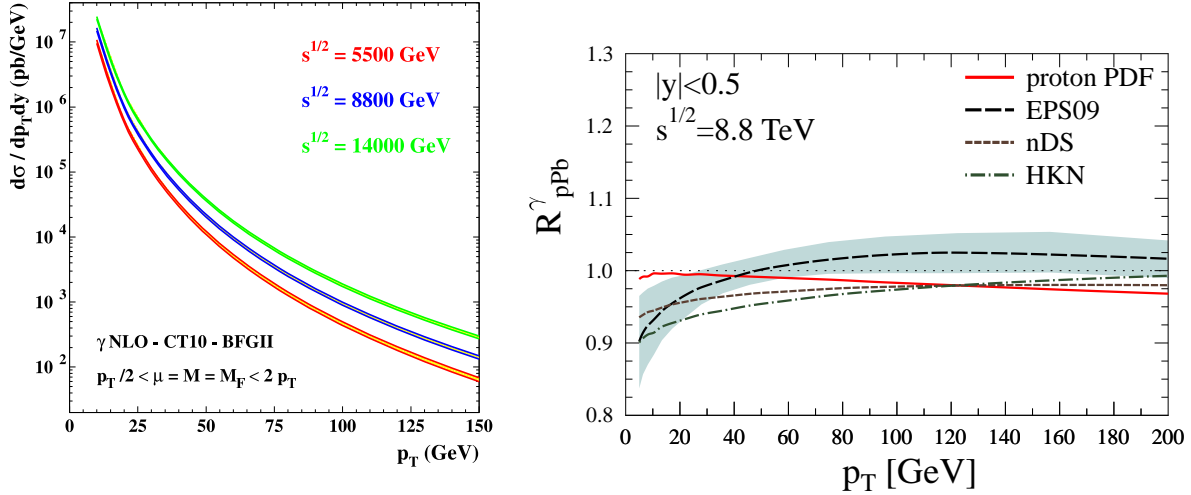 dσ / dp_T dy (pb/GeV)
10^7
10^6
10^5
10^4
10^3
10^2
s^1/2 = 5500 GeV
s^1/2 = 8800 GeV
s^1/2 = 14000 GeV
γ NLO - CT10 - BFGII
p_T /2 < μ = M = M_F < 2 p_T
0 25 50 75 100 125 150
p_T (GeV)
R^γ_pPb
1.3
1.2
1.1
1.0
0.9
0.8
|y|<0.5
s^1/2=8.8 TeV
proton PDF
EPS09
nDS
HKN
0 20 40 60 80 100 120 140 160 180 200
p_T [GeV]